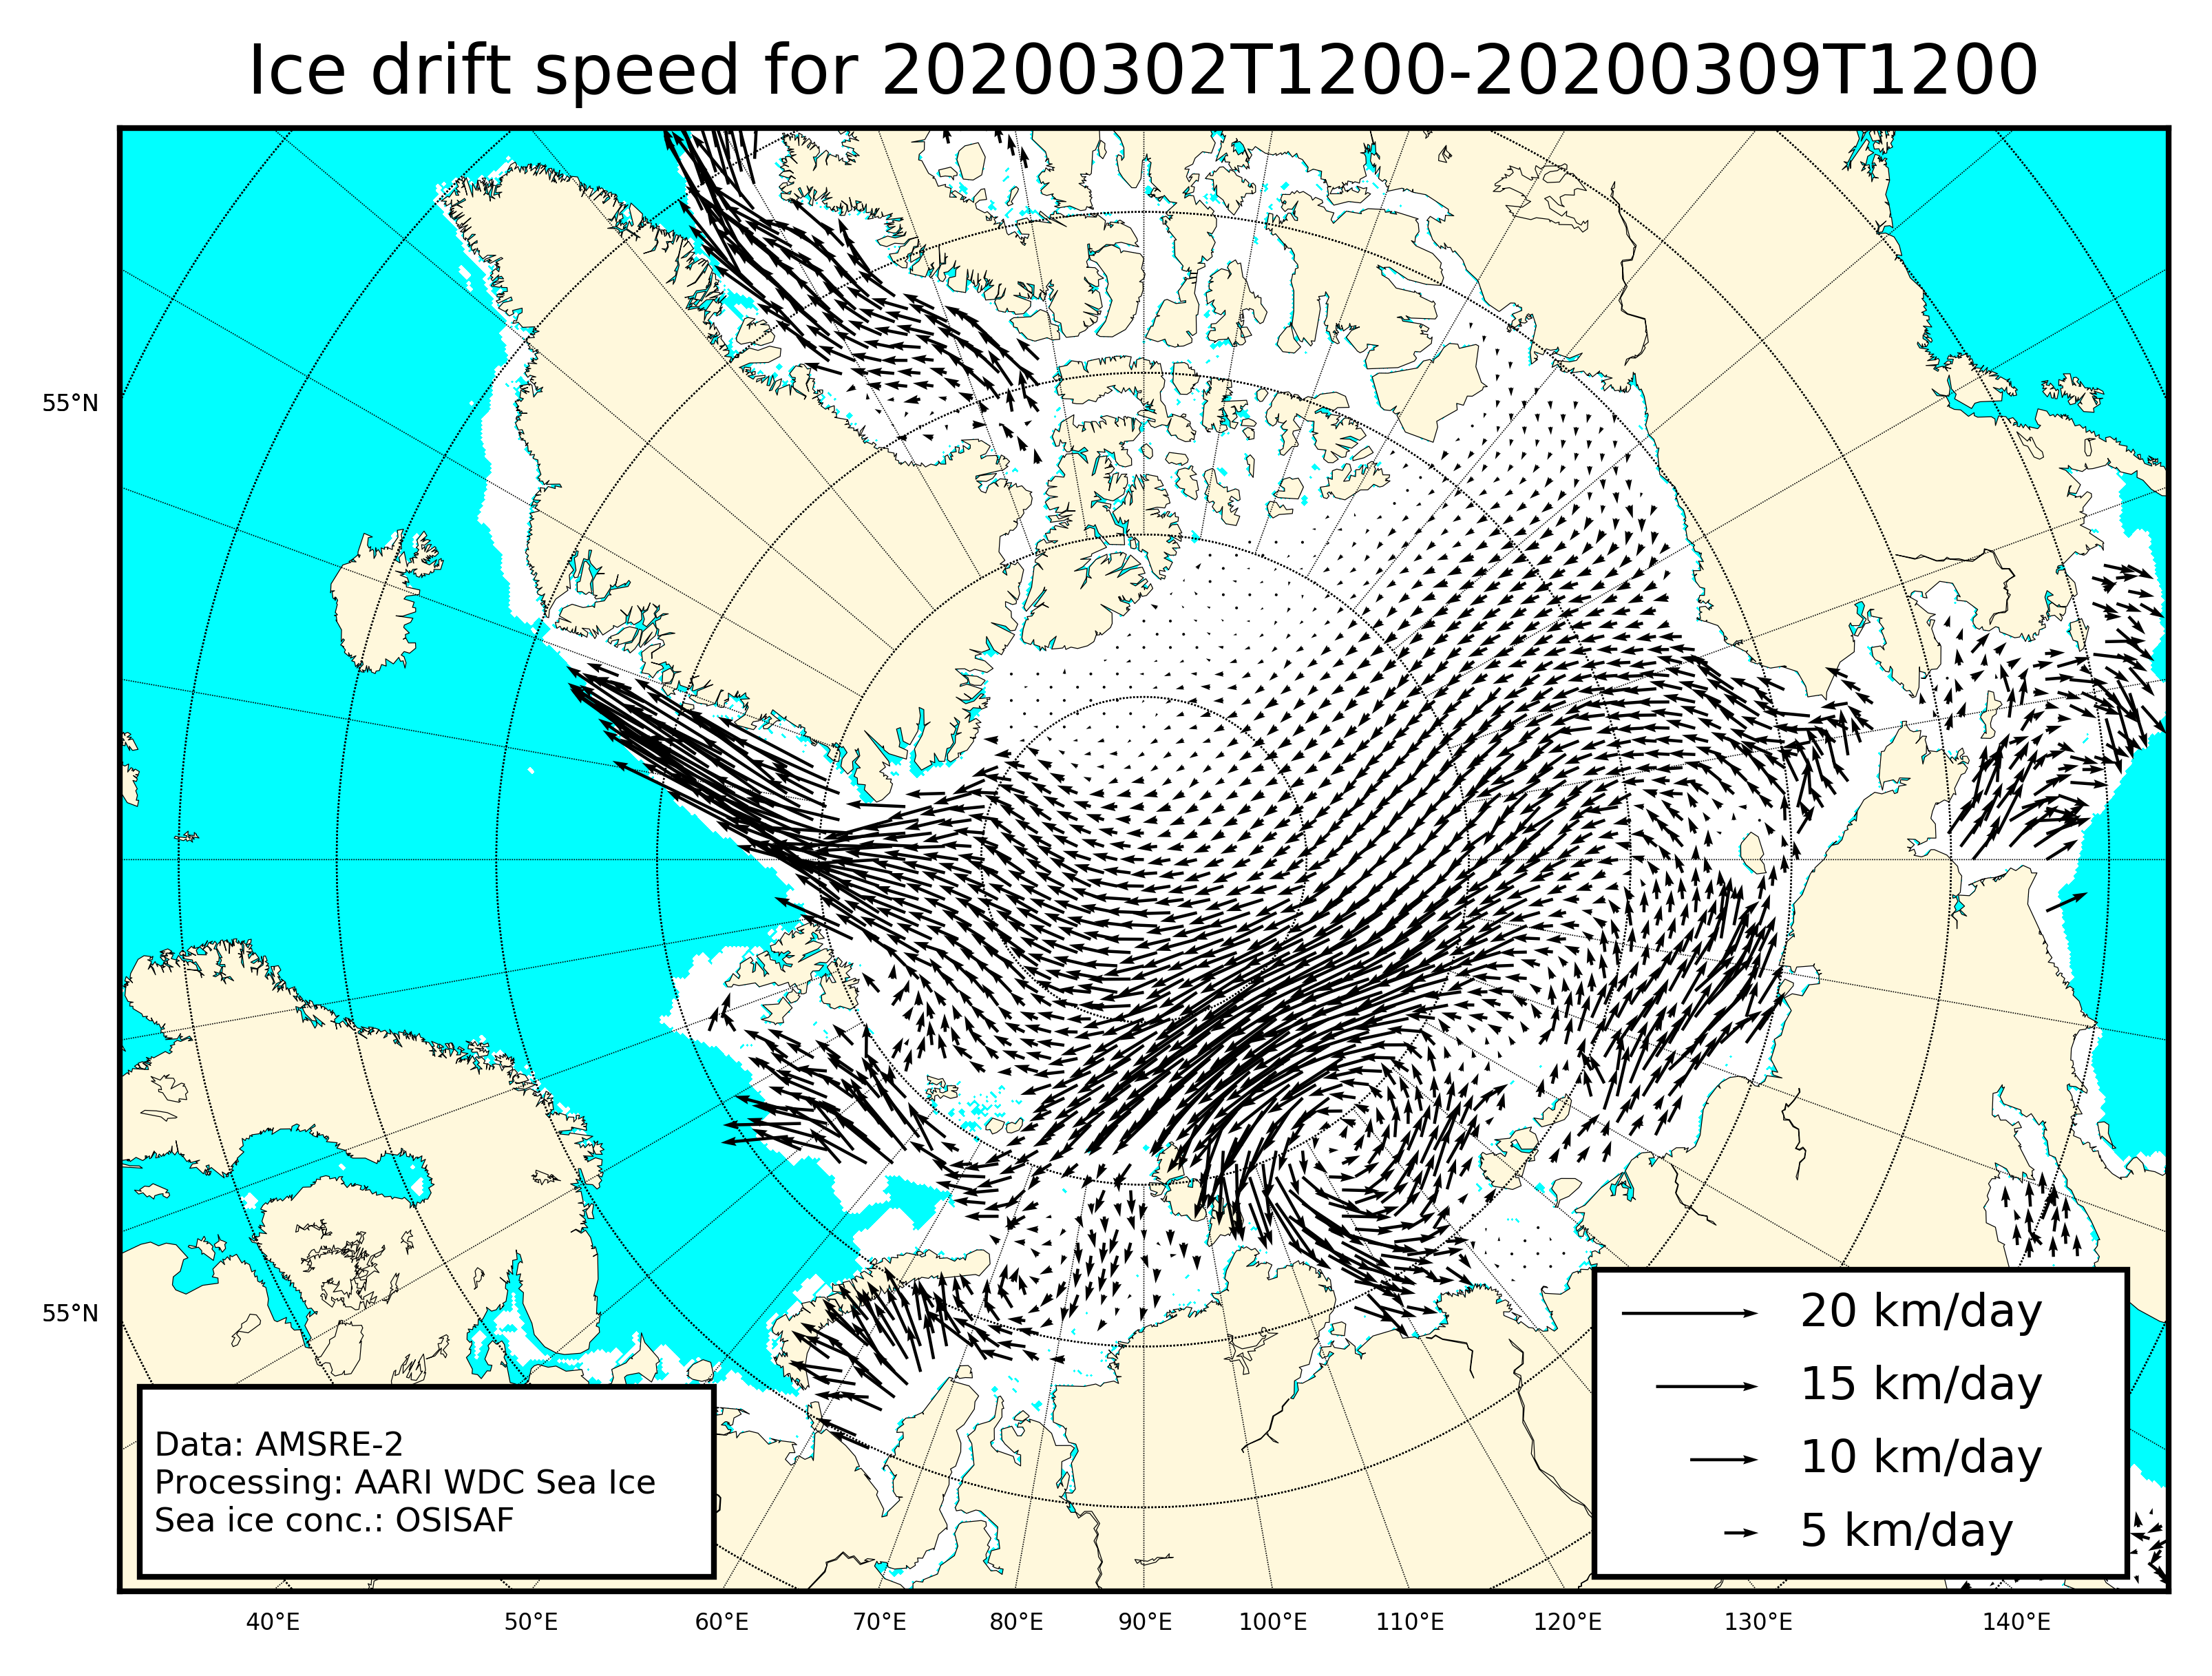 Ice drift speed for 20200302T1200-20200309T1200
55°N
55°N
20 km/day
15 km/day
10 km/day
5 km/day
Data: AMSRE-2
Processing: AARI WDC Sea Ice
Sea ice conc.: OSISAF
40°E 50°E 60°E 70°E 80°E 90°E 100°E 110°E 120°E 130°E 140°E